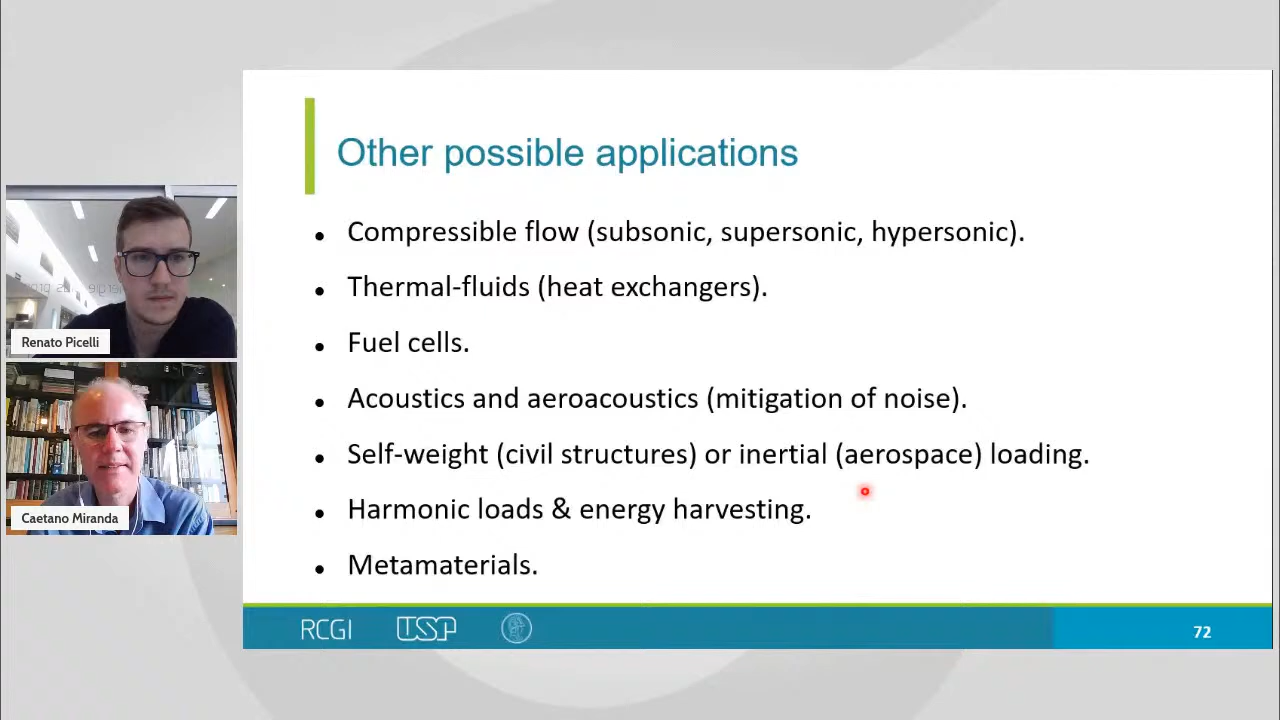 Other possible applications
Compressible flow (subsonic, supersonic, hypersonic).
Thermal-fluids (heat exchangers).
Fuel cells.
Acoustics and aeroacoustics (mitigation of noise).
Self-weight (civil structures) or inertial (aerospace) loading.
Harmonic loads & energy harvesting.
Metamaterials.
Renato Picelli
Caetano Miranda
RCGI
USP
72